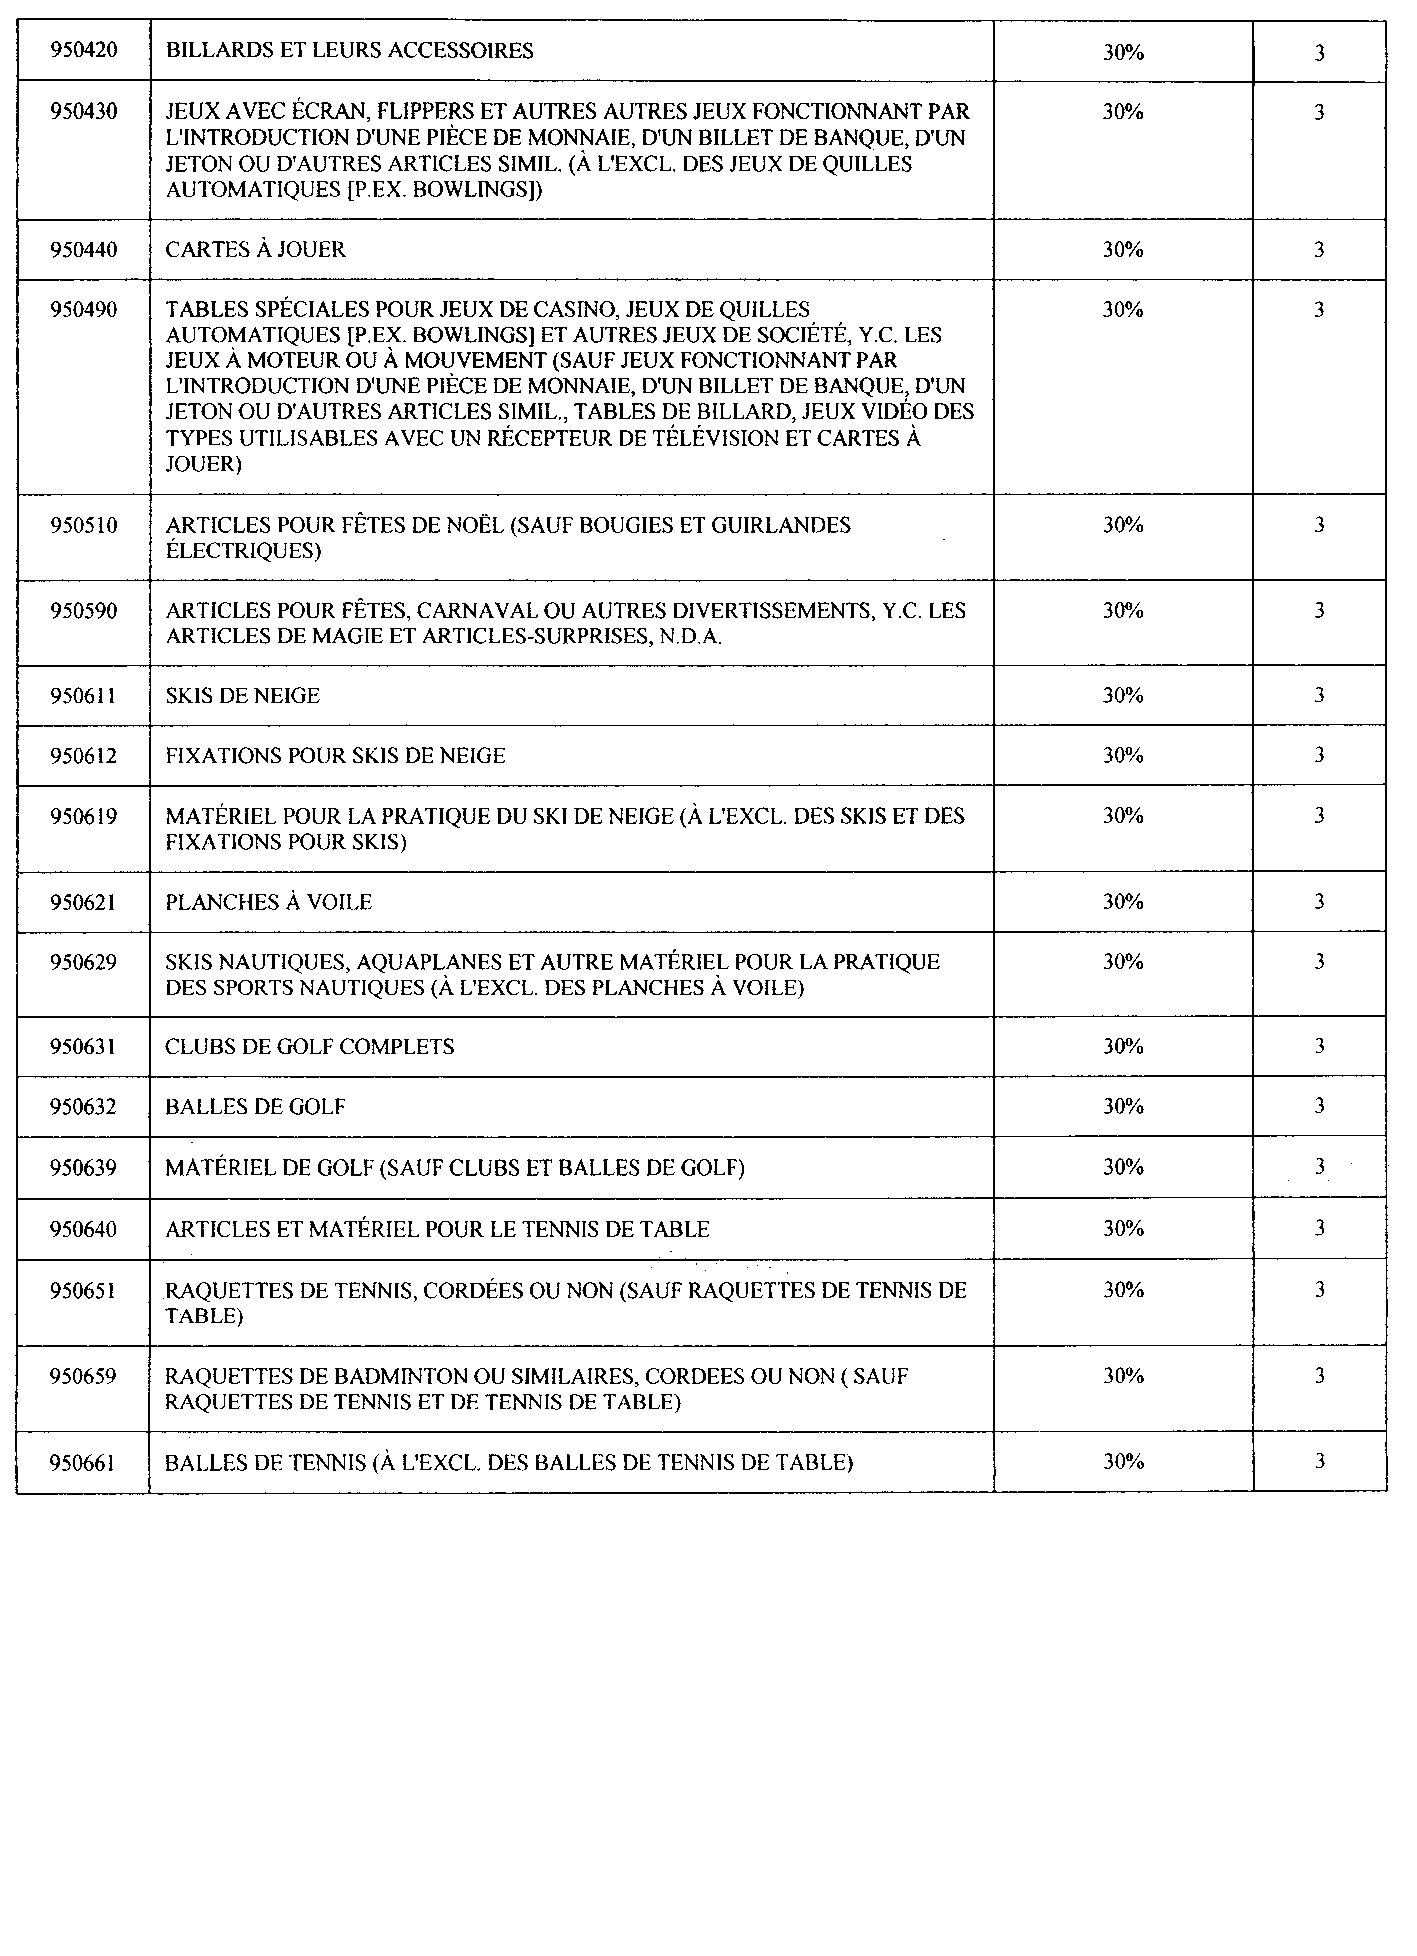 950420 BILLARDS ET LEURS ACCESSOIRES 30% 3
950430 JEUX AVEC ÉCRAN, FLIPPERS ET AUTRES AUTRES JEUX FONCTIONNANT PAR 30% 3
L'INTRODUCTION D'UNE PIÈCE DE MONNAIE, D'UN BILLET DE BANQUE, D'UN
JETON OU D'AUTRES ARTICLES SIMIL. (À L'EXCL. DES JEUX DE QUILLES
AUTOMATIQUES [P.EX. BOWLINGS])
950440 CARTES À JOUER 30% 3
950490 TABLES SPÉCIALES POUR JEUX DE CASINO, JEUX DE QUILLES 30% 3
AUTOMATIQUES [P.EX. BOWLINGS] ET AUTRES JEUX DE SOCIÉTÉ, Y.C. LES
JEUX À MOTEUR OU À MOUVEMENT (SAUF JEUX FONCTIONNANT PAR
L'INTRODUCTION D'UNE PIÈCE DE MONNAIE, D'UN BILLET DE BANQUE, D'UN
JETON OU D'AUTRES ARTICLES SIMIL., TABLES DE BILLARD, JEUX VIDÉO DES
TYPES UTILISABLES AVEC UN RÉCEPTEUR DE TÉLÉVISION ET CARTES À
JOUER)
950510 ARTICLES POUR FÊTES DE NOËL (SAUF BOUGIES ET GUIRLANDES 30% 3
ÉLECTRIQUES)
950590 ARTICLES POUR FÊTES, CARNAVAL OU AUTRES DIVERTISSEMENTS, Y.C. LES 30% 3
ARTICLES DE MAGIE ET ARTICLES-SURPRISES, N.D.A.
950611 SKIS DE NEIGE 30% 3
950612 FIXATIONS POUR SKIS DE NEIGE 30% 3
950619 MATÉRIEL POUR LA PRATIQUE DU SKI DE NEIGE (À L'EXCL. DES SKIS ET DES 30% 3
FIXATIONS POUR SKIS)
950621 PLANCHES À VOILE 30% 3
950629 SKIS NAUTIQUES, AQUAPLANES ET AUTRE MATÉRIEL POUR LA PRATIQUE 30% 3
DES SPORTS NAUTIQUES (À L'EXCL. DES PLANCHES À VOILE)
950631 CLUBS DE GOLF COMPLETS 30% 3
950632 BALLES DE GOLF 30% 3
950639 MATÉRIEL DE GOLF (SAUF CLUBS ET BALLES DE GOLF) 30% 3
950640 ARTICLES ET MATÉRIEL POUR LE TENNIS DE TABLE 30% 3
950651 RAQUETTES DE TENNIS, CORDÉES OU NON (SAUF RAQUETTES DE TENNIS DE 30% 3
TABLE)
950659 RAQUETTES DE BADMINTON OU SIMILAIRES, CORDEES OU NON ( SAUF 30% 3
RAQUETTES DE TENNIS ET DE TENNIS DE TABLE)
950661 BALLES DE TENNIS (À L'EXCL. DES BALLES DE TENNIS DE TABLE) 30% 3